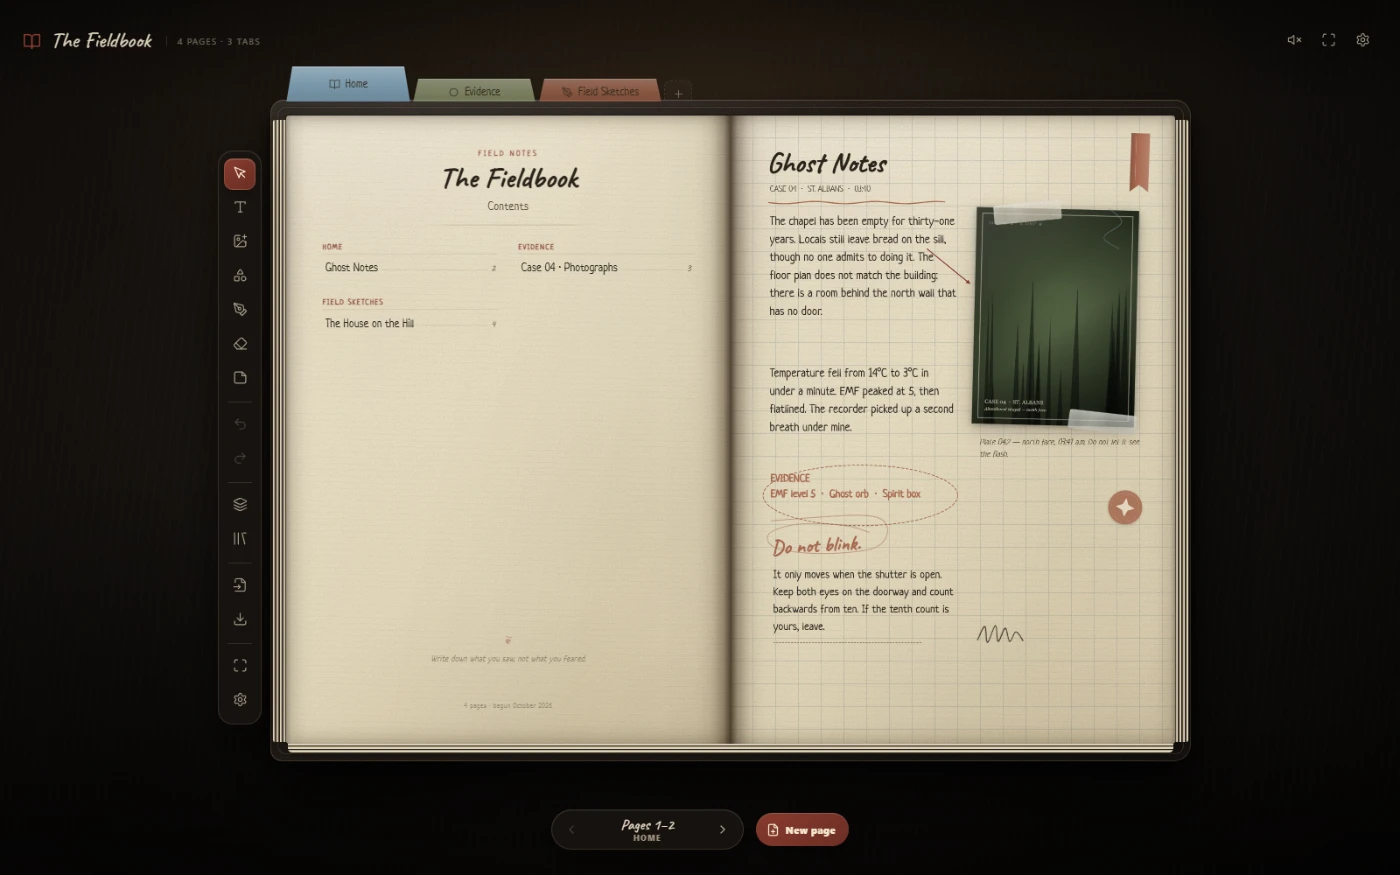 The Fieldbook
4 PAGES · 3 TABS
Home
Evidence
Field Sketches
FIELD NOTES
The Fieldbook
Contents
HOME
Ghost Notes 2
EVIDENCE
Case 04 · Photographs 3
FIELD SKETCHES
The House on the Hill 4
Write down what you saw, not what you feared.
4 pages · begun October 2026
Ghost Notes
CASE 04 · ST. ALBANS · 03:40
The chapel has been empty for thirty-one
years. Locals still leave bread on the sill,
though no one admits to doing it. The
floor plan does not match the building:
there is a room behind the north wall that
has no door.
Temperature fell from 14°C to 3°C in
under a minute. EMF peaked at 5, then
flatlined. The recorder picked up a second
breath under mine.
CASE 04 · ST. ALBANS
Abandoned chapel · north face
Plate 042 — north face, 03:41 am. Do not let it see
the flash.
EVIDENCE
EMF level 5 · Ghost orb · Spirit box
Do not blink.
It only moves when the shutter is open.
Keep both eyes on the doorway and count
backwards from ten. If the tenth count is
yours, leave.
Pages 1–2
HOME
New page